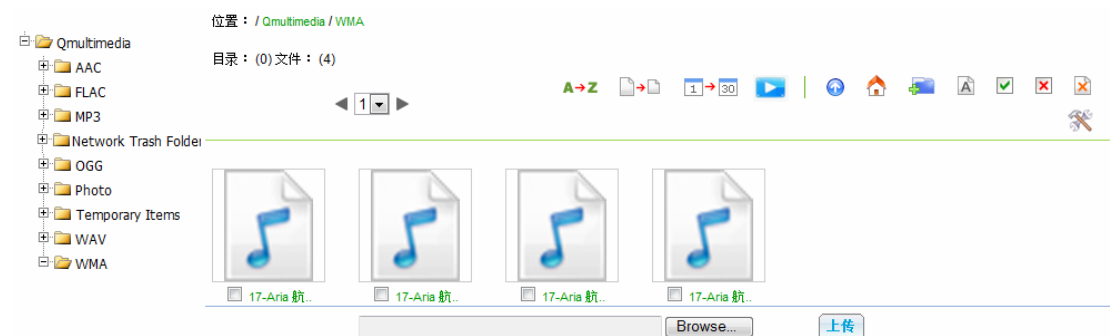 位置： / Qmultimedia / WMA
Qmultimedia
目录： (0) 文件： (4)
AAC
FLAC
MP3
Network Trash Folder
OGG
Photo
Temporary Items
WAV
WMA
A→Z 1→30 A
1
17-Aria 航.. 17-Aria 航.. 17-Aria 航.. 17-Aria 航..
Browse... 上传